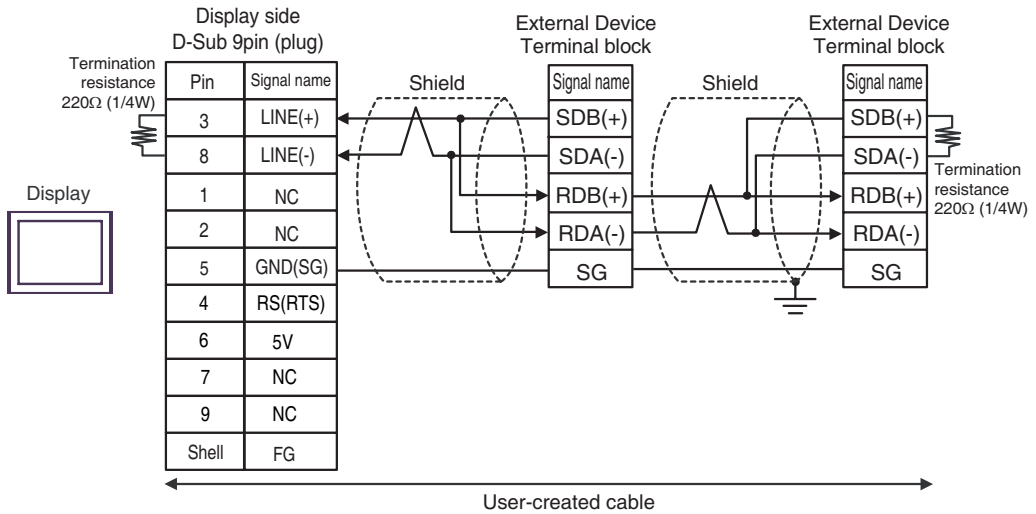 Display side
D-Sub 9pin (plug)
External Device
Terminal block
External Device
Terminal block
Termination
resistance
220Ω (1/4W)
Pin Signal name
3 LINE(+)
8 LINE(-)
1 NC
2 NC
5 GND(SG)
4 RS(RTS)
6 5V
7 NC
9 NC
Shell FG
Shield
Signal name
SDB(+)
SDA(-)
RDB(+)
RDA(-)
SG
Shield
Signal name
SDB(+)
SDA(-)
RDB(+)
RDA(-)
SG
Termination
resistance
220Ω (1/4W)
Display
User-created cable